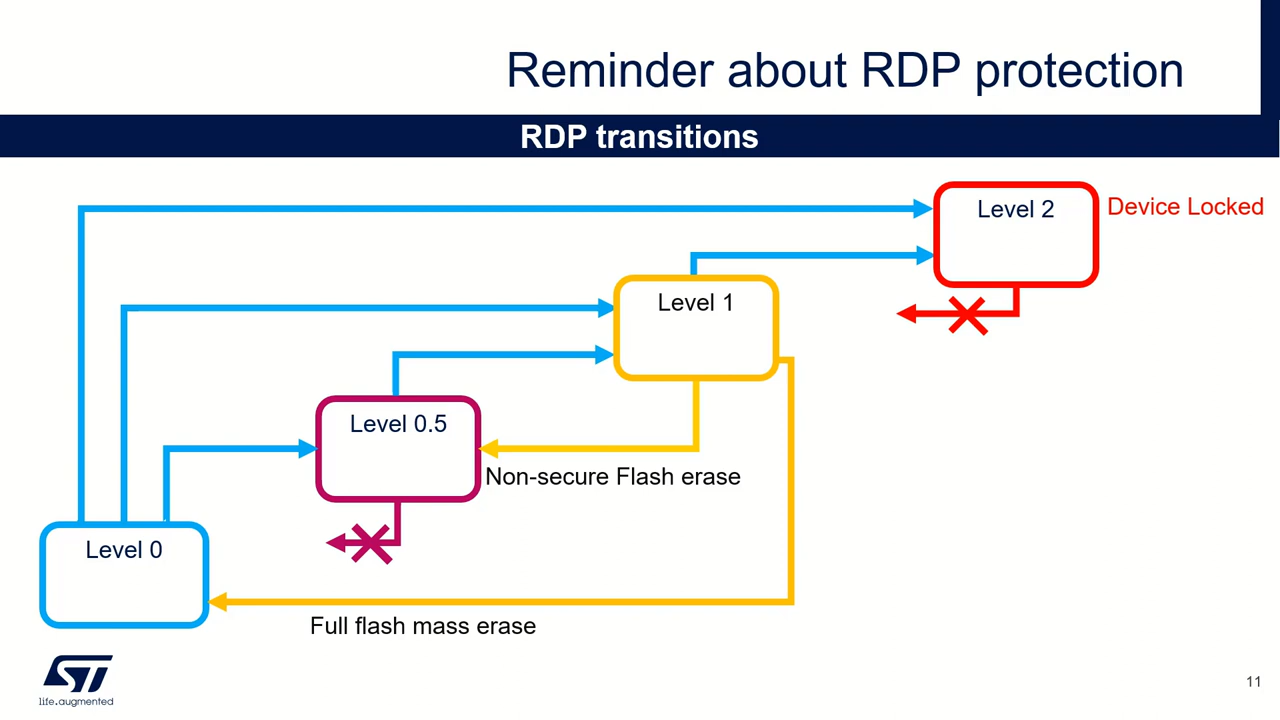 Reminder about RDP protection
RDP transitions
Level 2
Device Locked
Level 1
Level 0.5
Non-secure Flash erase
Level 0
Full flash mass erase
ST
life.augmented
11